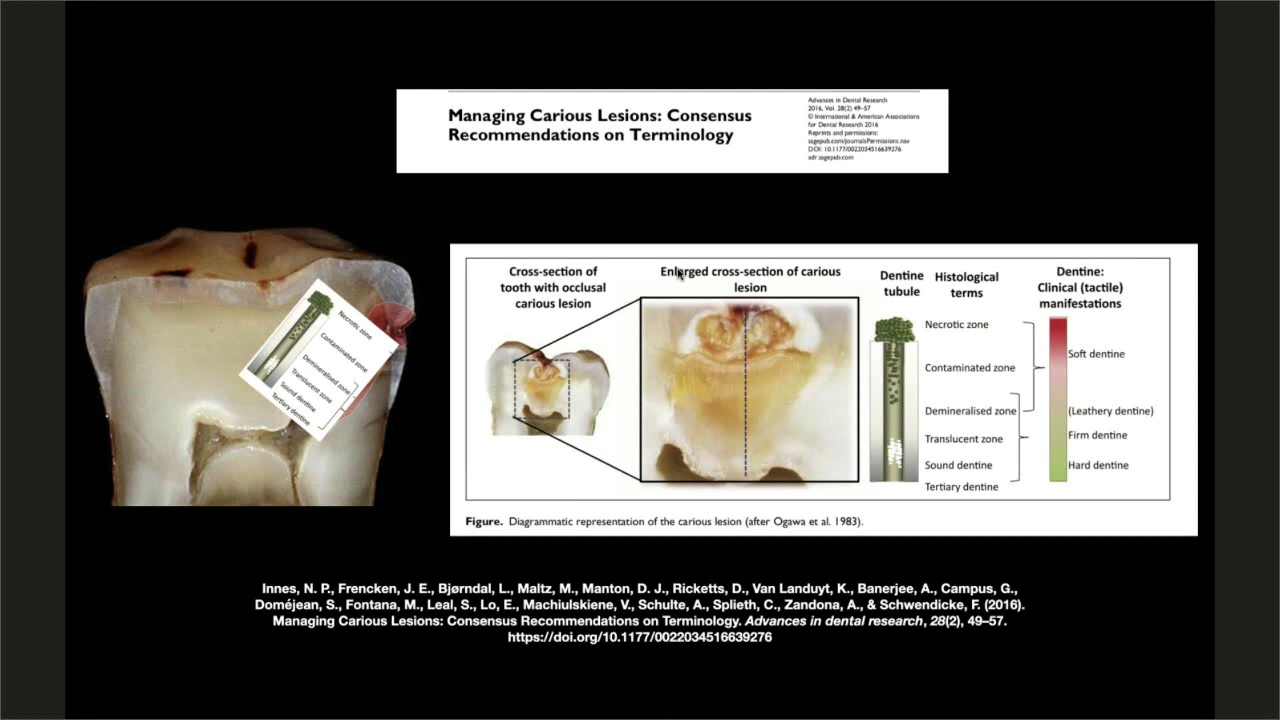 Managing Carious Lesions: Consensus
Recommendations on Terminology
Advances in Dental Research
2016, Vol. 28(2) 49–57
© International & American Associations
for Dental Research 2016
Reprints and permissions:
sagepub.com/journalsPermissions.nav
DOI: 10.1177/0022034516639276
adr.sagepub.com
Necrotic zone
Contaminated zone
Demineralised zone
Translucent zone
Sound dentine
Tertiary dentine
Cross-section of
tooth with occlusal
carious lesion
Enlarged cross-section of carious
lesion
Dentine
tubule
Histological
terms
Dentine:
Clinical (tactile)
manifestations
Necrotic zone
Contaminated zone
Demineralised zone
Translucent zone
Sound dentine
Tertiary dentine
Soft dentine
(Leathery dentine)
Firm dentine
Hard dentine
Figure. Diagrammatic representation of the carious lesion (after Ogawa et al. 1983).
Innes, N. P., Frencken, J. E., Bjørndal, L., Maltz, M., Manton, D. J., Ricketts, D., Van Landuyt, K., Banerjee, A., Campus, G.,
Doméjean, S., Fontana, M., Leal, S., Lo, E., Machiulskiene, V., Schulte, A., Splieth, C., Zandona, A., & Schwendicke, F. (2016).
Managing Carious Lesions: Consensus Recommendations on Terminology. Advances in dental research, 28(2), 49–57.
https://doi.org/10.1177/0022034516639276